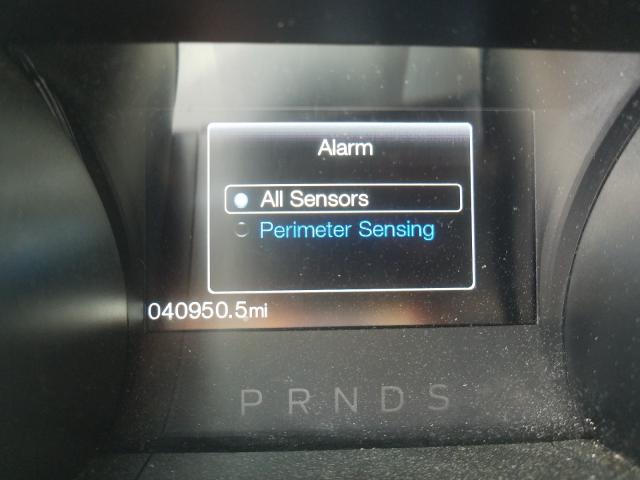 Alarm
All Sensors
Perimeter Sensing
040950.5mi
P R N D S